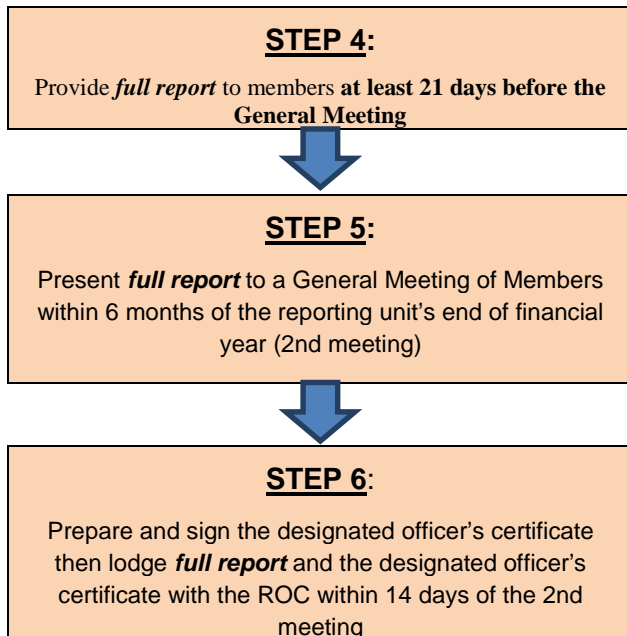 STEP 4:
Provide full report to members at least 21 days before the
General Meeting
STEP 5:
Present full report to a General Meeting of Members
within 6 months of the reporting unit's end of financial
year (2nd meeting)
STEP 6:
Prepare and sign the designated officer's certificate
then lodge full report and the designated officer's
certificate with the ROC within 14 days of the 2nd
meeting